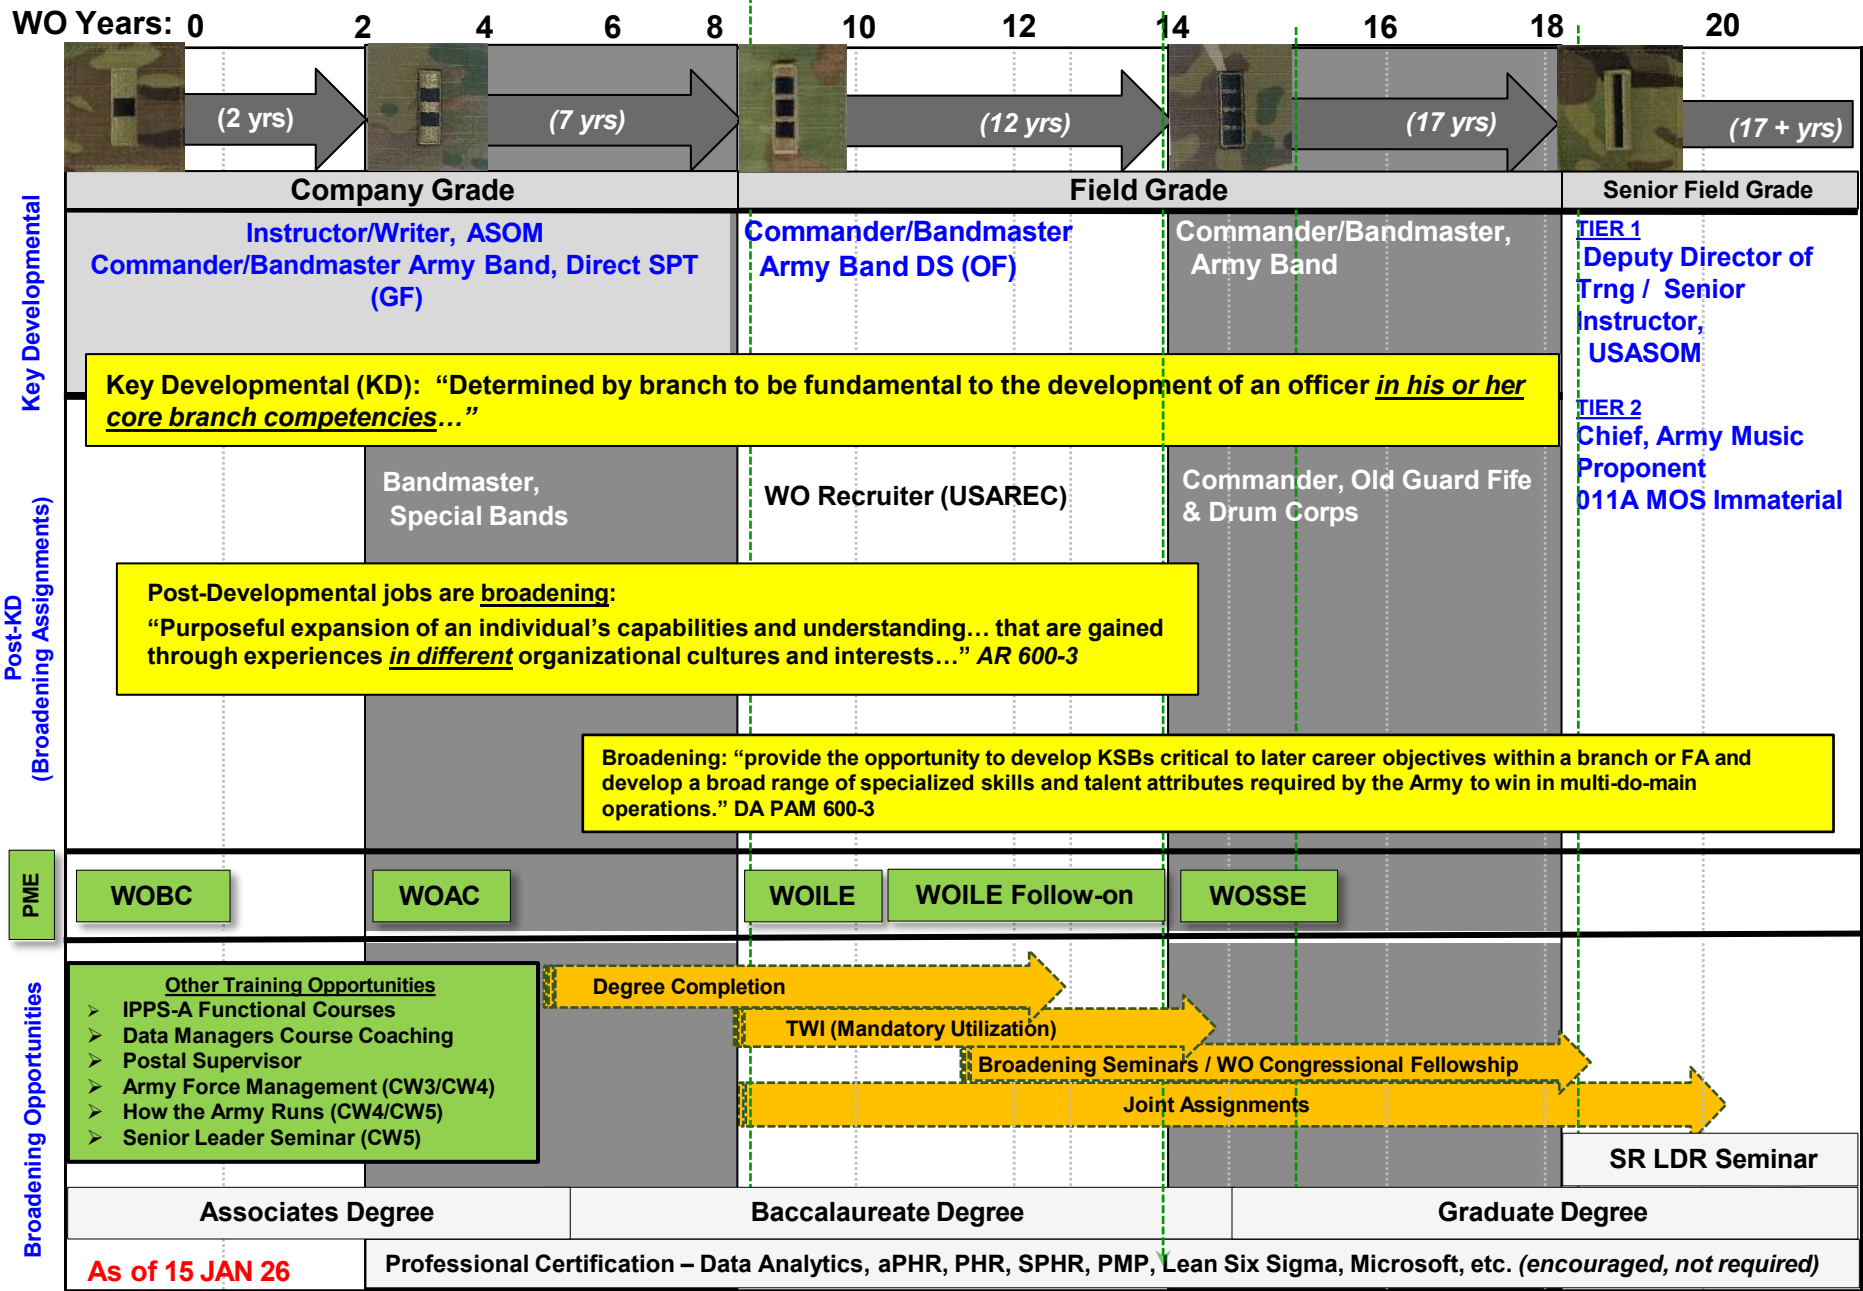 WO Years: 0 2 4 6 8 10 12 14 16 18 20
(2 yrs)
(7 yrs)
(12 yrs)
(17 yrs)
(17 + yrs)
Company Grade
Field Grade
Senior Field Grade
Key Developmental
Instructor/Writer, ASOM
Commander/Bandmaster Army Band, Direct SPT
(GF)
Commander/Bandmaster
Army Band DS (OF)
Commander/Bandmaster,
Army Band
TIER 1
Deputy Director of
Trng / Senior
Instructor,
USASOM
TIER 2
Chief, Army Music
Proponent
011A MOS Immaterial
Key Developmental (KD): “Determined by branch to be fundamental to the development of an officer in his or her
core branch competencies…”
Post-KD
(Broadening Assignments)
Bandmaster,
Special Bands
WO Recruiter (USAREC)
Commander, Old Guard Fife
& Drum Corps
Post-Developmental jobs are broadening:
“Purposeful expansion of an individual’s capabilities and understanding… that are gained
through experiences in different organizational cultures and interests…” AR 600-3
Broadening: “provide the opportunity to develop KSBs critical to later career objectives within a branch or FA and
develop a broad range of specialized skills and talent attributes required by the Army to win in multi-do-main
operations.” DA PAM 600-3
PME
WOBC
WOAC
WOILE
WOILE Follow-on
WOSSE
Broadening Opportunities
Other Training Opportunities
➢ IPPS-A Functional Courses
➢ Data Managers Course Coaching
➢ Postal Supervisor
➢ Army Force Management (CW3/CW4)
➢ How the Army Runs (CW4/CW5)
➢ Senior Leader Seminar (CW5)
Degree Completion
TWI (Mandatory Utilization)
Broadening Seminars / WO Congressional Fellowship
Joint Assignments
SR LDR Seminar
Associates Degree
Baccalaureate Degree
Graduate Degree
As of 15 JAN 26
Professional Certification – Data Analytics, aPHR, PHR, SPHR, PMP, Lean Six Sigma, Microsoft, etc. (encouraged, not required)